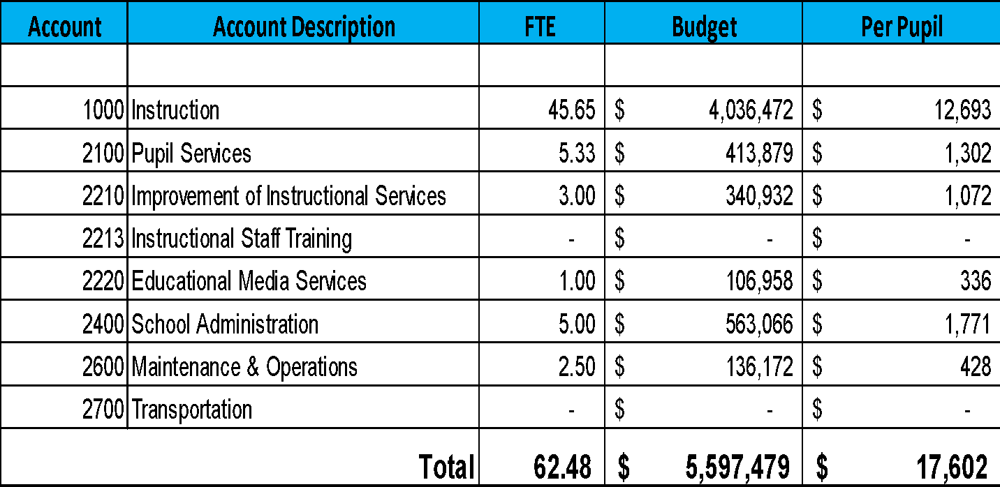 Account Account Description FTE Budget Per Pupil
1000 Instruction 45.65 $ 4,036,472 $ 12,693
2100 Pupil Services 5.33 $ 413,879 $ 1,302
2210 Improvement of Instructional Services 3.00 $ 340,932 $ 1,072
2213 Instructional Staff Training - $ - $ -
2220 Educational Media Services 1.00 $ 106,958 $ 336
2400 School Administration 5.00 $ 563,066 $ 1,771
2600 Maintenance & Operations 2.50 $ 136,172 $ 428
2700 Transportation - $ - $ -
Total 62.48 $ 5,597,479 $ 17,602